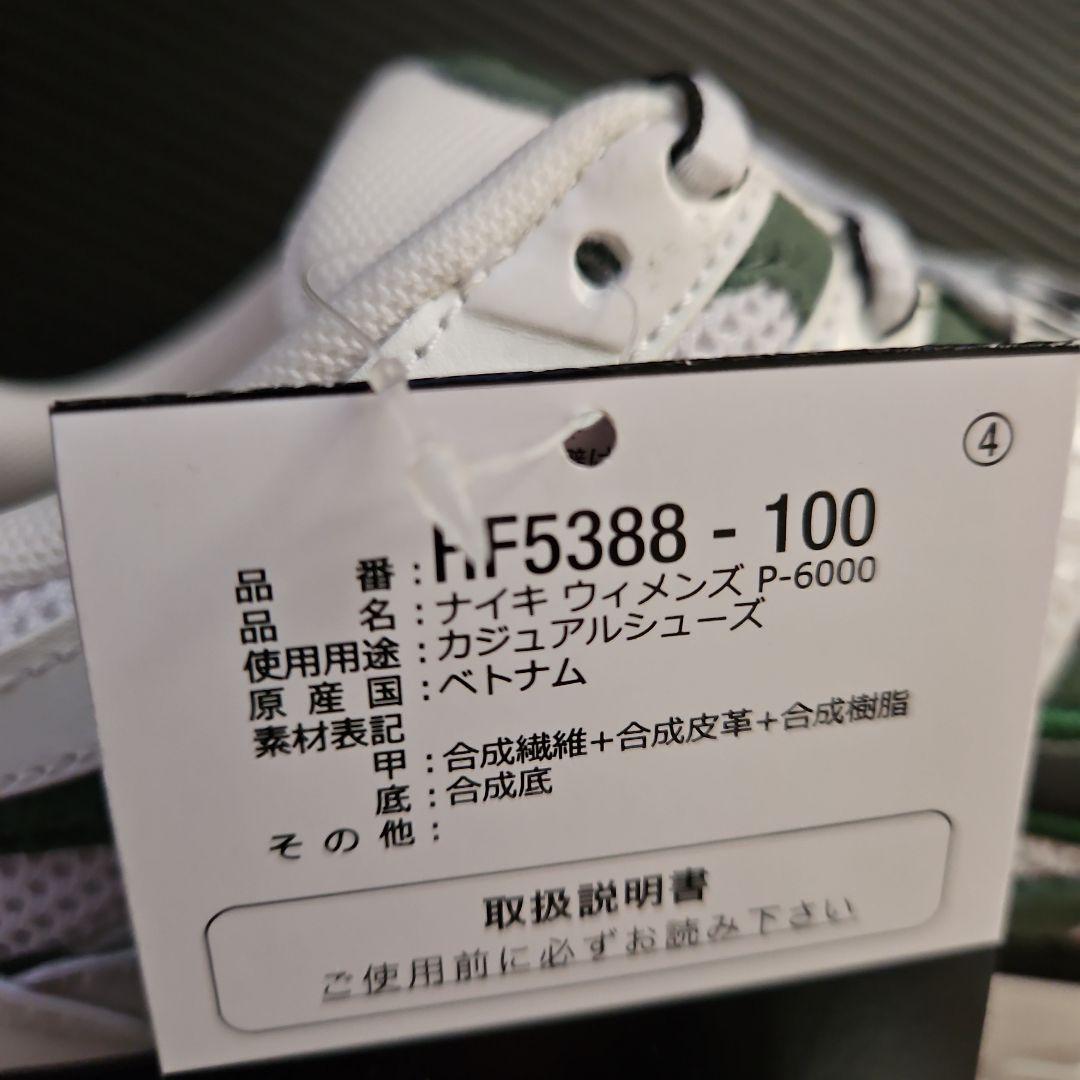 ④
品番:HF5388-100
品名:ナイキ ウィメンズ P-6000
使用用途:カジュアルシューズ
原産国:ベトナム
素材表記
甲:合成繊維+合成皮革+合成樹脂
底:合成底
その他:
取扱説明書
ご使用前に必ずお読み下さい